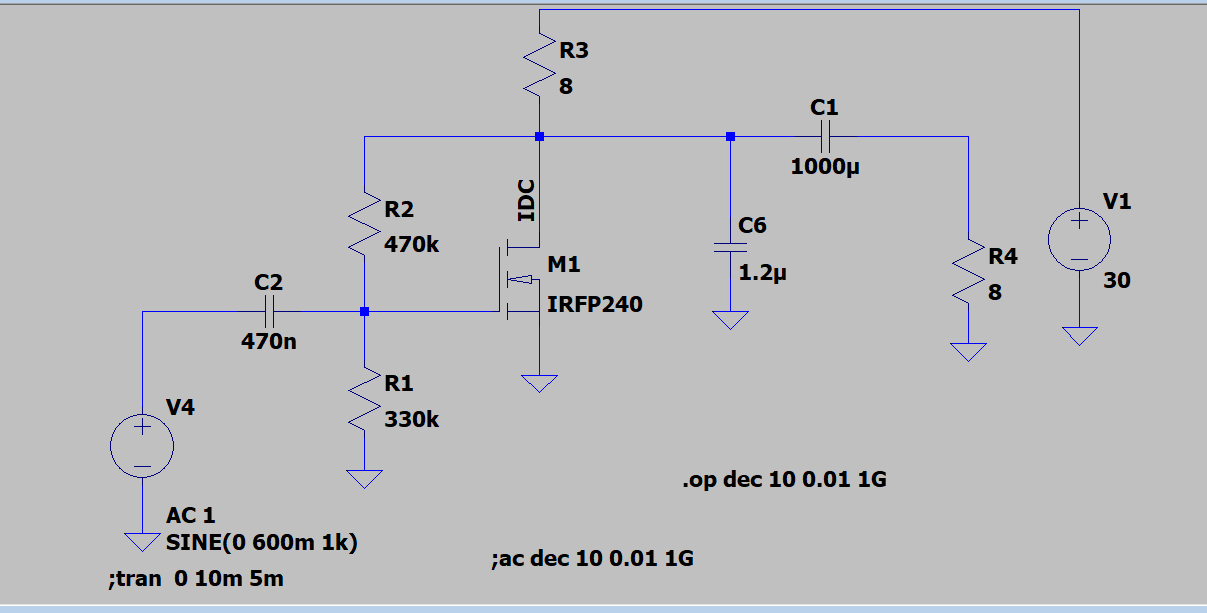 R3
8
C1
1000µ
IDC
R2
470k
C6
1.2µ
V1
30
M1
IRFP240
R4
8
C2
470n
R1
330k
V4
AC 1
SINE(0 600m 1k)
;tran 0 10m 5m
.op dec 10 0.01 1G
;ac dec 10 0.01 1G